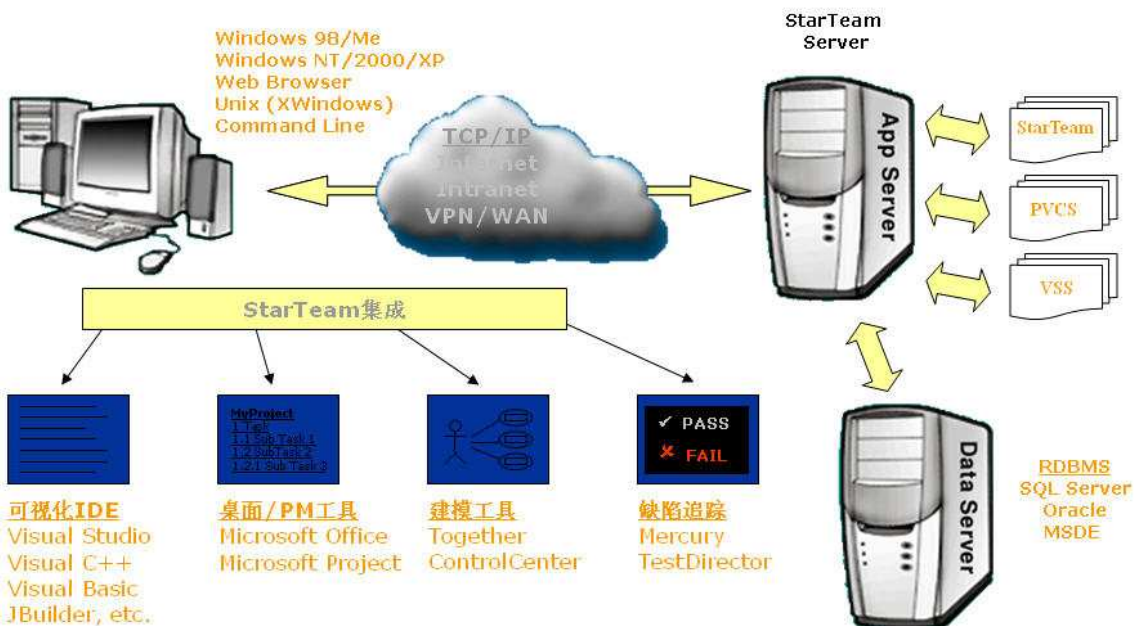 Windows 98/Me
Windows NT/2000/XP
Web Browser
Unix (XWindows)
Command Line
TCP/IP
Internet
Intranet
VPN/WAN
StarTeam
Server
App Server
StarTeam
PVCS
VSS
StarTeam集成
MyProject
1 Task
1.1 Sub Task 1
1.2 SubTask 2
1.2.1 Sub Task 3
✓ PASS
✗ FAIL
可视化IDE
Visual Studio
Visual C++
Visual Basic
JBuilder, etc.
桌面/PM工具
Microsoft Office
Microsoft Project
建模工具
Together
ControlCenter
缺陷追踪
Mercury
TestDirector
Data Server
RDBMS
SQL Server
Oracle
MSDE